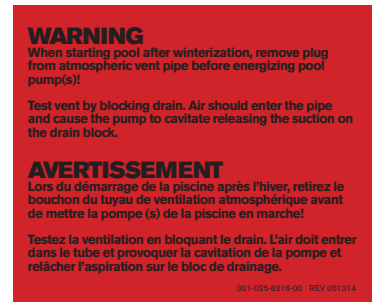 WARNING
When starting pool after winterization, remove plug
from atmospheric vent pipe before energizing pool
pump(s)!
Test vent by blocking drain. Air should enter the pipe
and cause the pump to cavitate releasing the suction on
the drain block.
AVERTISSEMENT
Lors du démarrage de la piscine après l'hiver, retirez le
bouchon du tuyau de ventilation atmosphérique avant
de mettre la pompe (s) de la piscine en marche!
Testez la ventilation en bloquant le drain. L'air doit entrer
dans le tube et provoquer la cavitation de la pompe et
relâcher l'aspiration sur le bloc de drainage.
001-025-8216-00 REV 051314